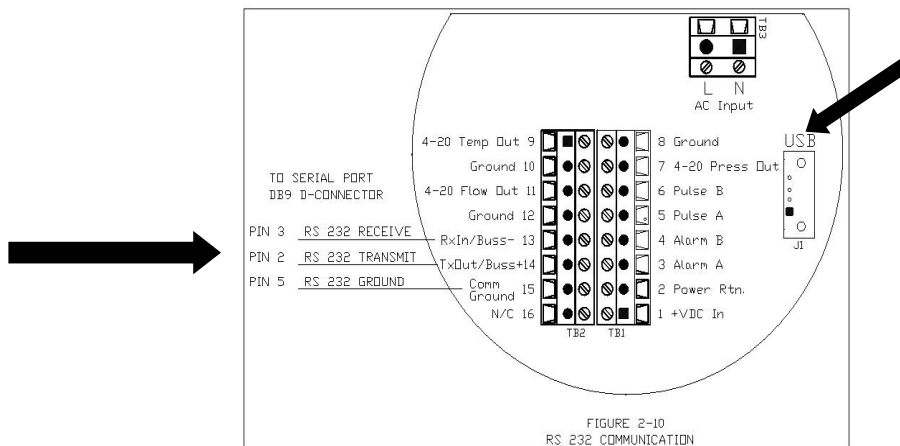 TB3
L N
AC Input
USB
J1
4-20 Temp Out 9
Ground 10
4-20 Flow Out 11
Ground 12
RxIn/Buss- 13
TxOut/Buss+14
Comm
Ground 15
N/C 16
8 Ground
7 4-20 Press Out
6 Pulse B
5 Pulse A
4 Alarm B
3 Alarm A
2 Power Rtn.
1 +VDC In
TB2 TB1
TO SERIAL PORT
DB9 D-CONNECTOR
PIN 3 RS 232 RECEIVE
PIN 2 RS 232 TRANSMIT
PIN 5 RS 232 GROUND
FIGURE 2-10
RS 232 COMMUNICATION